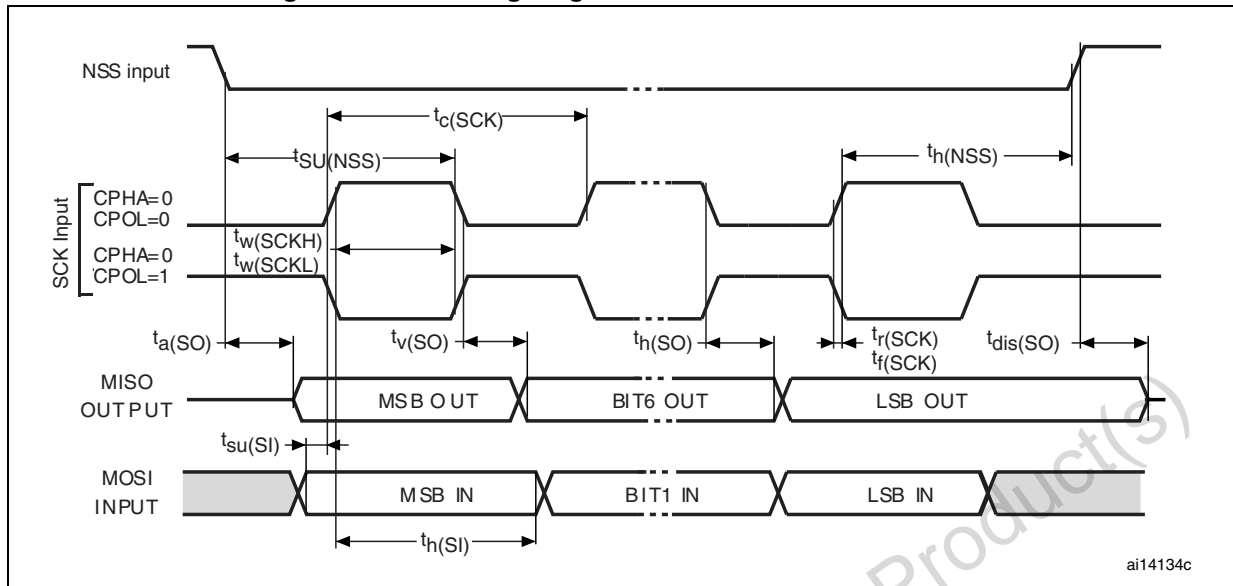 NSS input
tc(SCK)
tSU(NSS)
th(NSS)
SCK Input
CPHA=0
CPOL=0
tw(SCKH)
CPHA=0
tw(SCKL)
CPOL=1
ta(SO)
tv(SO)
th(SO)
tr(SCK)
tf(SCK)
tdis(SO)
MISO
OUTPUT
MSB OUT
BIT6 OUT
LSB OUT
tsu(SI)
MOSI
INPUT
MSB IN
BIT1 IN
LSB IN
th(SI)
Product(s)
ai14134c